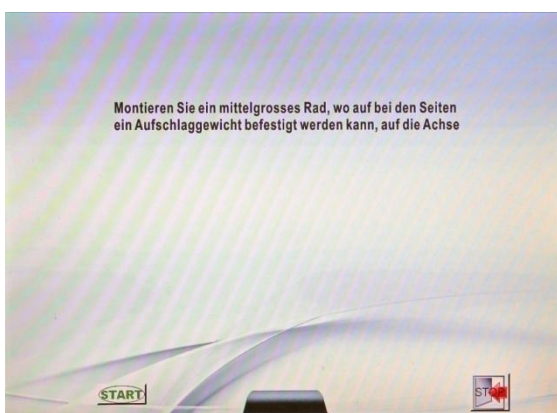 Montieren Sie ein mittelgrosses Rad, wo auf bei den Seiten
ein Aufschlaggewicht befestigt werden kann, auf die Achse
START
STOP